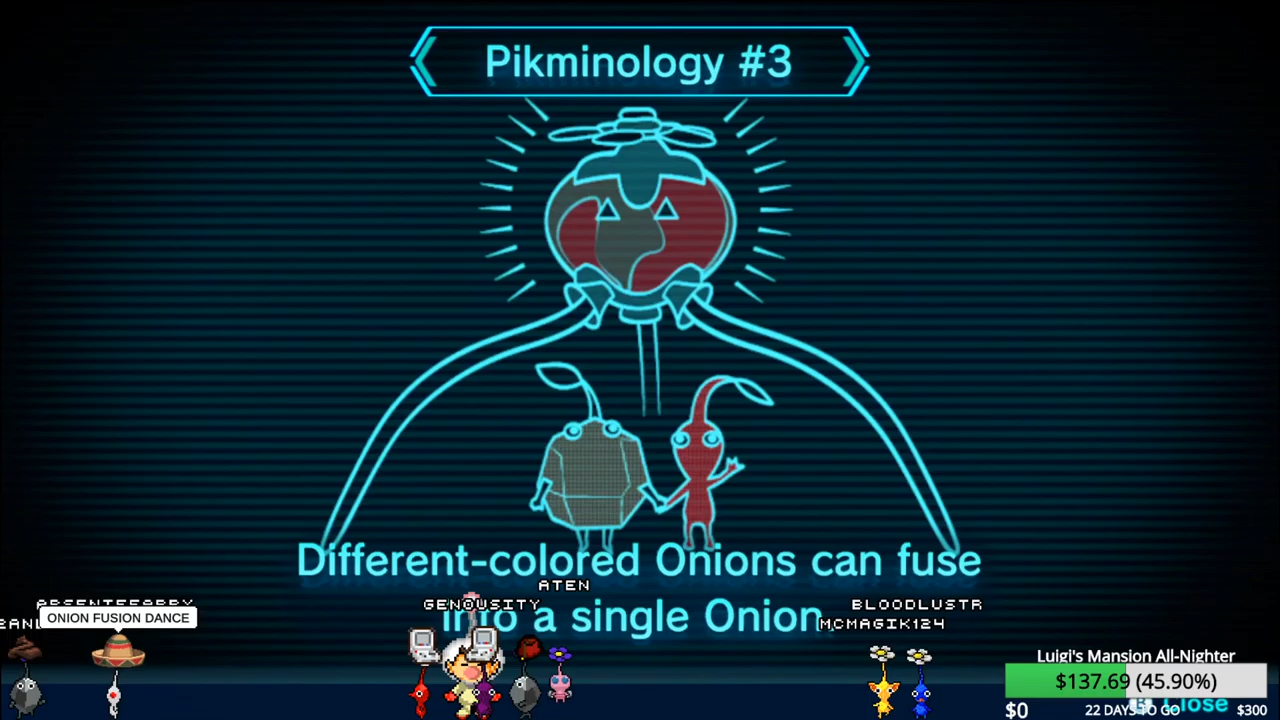 Pikminology #3
Different-colored Onions can fuse
into a single Onion.
ATEN
GENOUSITY
BLOODLUSTR
MCMAGIK124
ONION FUSION DANCE
Luigi's Mansion All-Nighter
$137.69 (45.90%)
Close
$0
22 DAYS TO GO
$300